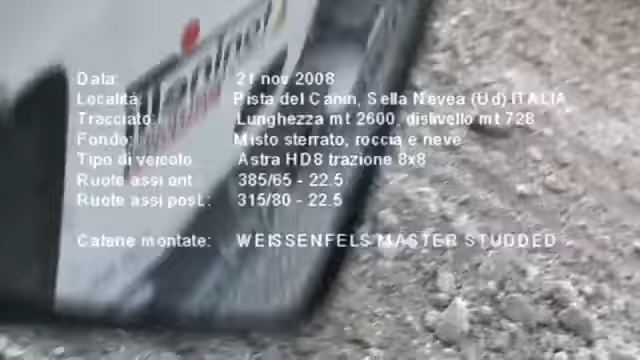 Data: 21 nov 2008
Località: Pista del Canin, Sella Nevea (Ud) ITALIA
Tracciato: Lunghezza mt 2600, dislivello mt 728
Fondo: Misto sterrato, roccia e neve
Tipo di veicolo Astra HD8 trazione 8x8
Ruote assi ant 385/65 - 22.5
Ruote assi post.: 315/80 - 22.5
Catene montate: WEISSENFELS MASTER STUDDED